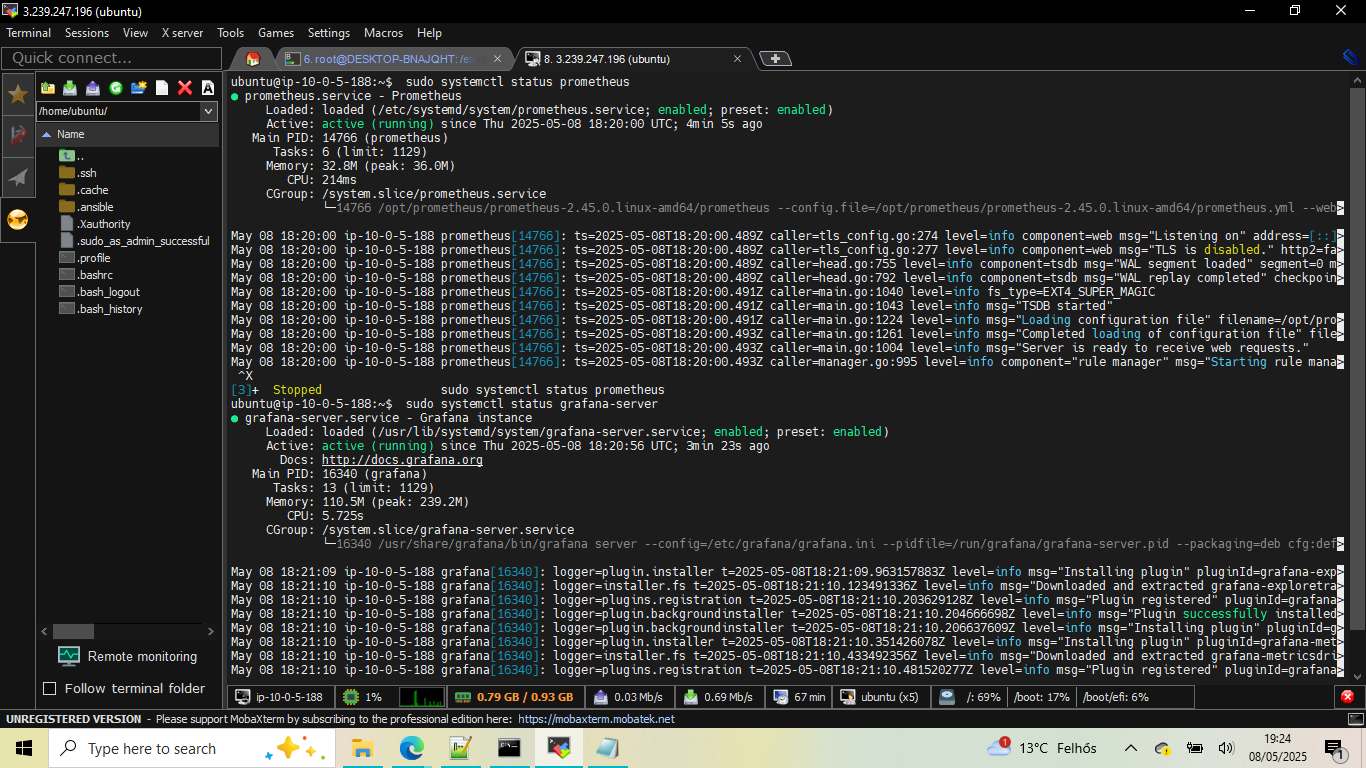 3.239.247.196 (ubuntu)
Terminal Sessions View X server Tools Games Settings Macros Help
Quick connect...
6. root@DESKTOP-BNAJQHT: /et
8. 3.239.247.196 (ubuntu)
/home/ubuntu/
Name
..
.ssh
.cache
.ansible
.Xauthority
.sudo_as_admin_successful
.profile
.bashrc
.bash_logout
.bash_history
Remote monitoring
Follow terminal folder
ubuntu@ip-10-0-5-188:~$  sudo systemctl status prometheus
● prometheus.service - Prometheus
Loaded: loaded (/etc/systemd/system/prometheus.service; enabled; preset: enabled)
Active: active (running) since Thu 2025-05-08 18:20:00 UTC; 4min 5s ago
Main PID: 14766 (prometheus)
Tasks: 6 (limit: 1129)
Memory: 32.8M (peak: 36.0M)
CPU: 214ms
CGroup: /system.slice/prometheus.service
└─14766 /opt/prometheus/prometheus-2.45.0.linux-amd64/prometheus --config.file=/opt/prometheus/prometheus-2.45.0.linux-amd64/prometheus.yml --web>
May 08 18:20:00 ip-10-0-5-188 prometheus[14766]: ts=2025-05-08T18:20:00.489Z caller=tls_config.go:274 level=info component=web msg="Listening on" address=[::]>
May 08 18:20:00 ip-10-0-5-188 prometheus[14766]: ts=2025-05-08T18:20:00.489Z caller=tls_config.go:277 level=info component=web msg="TLS is disabled." http2=fa>
May 08 18:20:00 ip-10-0-5-188 prometheus[14766]: ts=2025-05-08T18:20:00.489Z caller=head.go:755 level=info component=tsdb msg="WAL segment loaded" segment=0 m>
May 08 18:20:00 ip-10-0-5-188 prometheus[14766]: ts=2025-05-08T18:20:00.489Z caller=head.go:792 level=info component=tsdb msg="WAL replay completed" checkpoin>
May 08 18:20:00 ip-10-0-5-188 prometheus[14766]: ts=2025-05-08T18:20:00.491Z caller=main.go:1040 level=info fs_type=EXT4_SUPER_MAGIC
May 08 18:20:00 ip-10-0-5-188 prometheus[14766]: ts=2025-05-08T18:20:00.491Z caller=main.go:1043 level=info msg="TSDB started"
May 08 18:20:00 ip-10-0-5-188 prometheus[14766]: ts=2025-05-08T18:20:00.491Z caller=main.go:1224 level=info msg="Loading configuration file" filename=/opt/pro>
May 08 18:20:00 ip-10-0-5-188 prometheus[14766]: ts=2025-05-08T18:20:00.493Z caller=main.go:1261 level=info msg="Completed loading of configuration file" file>
May 08 18:20:00 ip-10-0-5-188 prometheus[14766]: ts=2025-05-08T18:20:00.493Z caller=main.go:1004 level=info msg="Server is ready to receive web requests."
May 08 18:20:00 ip-10-0-5-188 prometheus[14766]: ts=2025-05-08T18:20:00.493Z caller=manager.go:995 level=info component="rule manager" msg="Starting rule mana>
^X
[3]+  Stopped                 sudo systemctl status prometheus
ubuntu@ip-10-0-5-188:~$  sudo systemctl status grafana-server
● grafana-server.service - Grafana instance
Loaded: loaded (/usr/lib/systemd/system/grafana-server.service; enabled; preset: enabled)
Active: active (running) since Thu 2025-05-08 18:20:56 UTC; 3min 23s ago
Docs: http://docs.grafana.org
Main PID: 16340 (grafana)
Tasks: 13 (limit: 1129)
Memory: 110.5M (peak: 239.2M)
CPU: 5.725s
CGroup: /system.slice/grafana-server.service
└─16340 /usr/share/grafana/bin/grafana server --config=/etc/grafana/grafana.ini --pidfile=/run/grafana/grafana-server.pid --packaging=deb cfg:def>
May 08 18:21:09 ip-10-0-5-188 grafana[16340]: logger=plugin.installer t=2025-05-08T18:21:09.963157883Z level=info msg="Installing plugin" pluginId=grafana-exp>
May 08 18:21:10 ip-10-0-5-188 grafana[16340]: logger=installer.fs t=2025-05-08T18:21:10.123491336Z level=info msg="Downloaded and extracted grafana-exploretra>
May 08 18:21:10 ip-10-0-5-188 grafana[16340]: logger=plugins.registration t=2025-05-08T18:21:10.203629128Z level=info msg="Plugin registered" pluginId=grafana>
May 08 18:21:10 ip-10-0-5-188 grafana[16340]: logger=plugin.backgroundinstaller t=2025-05-08T18:21:10.204666698Z level=info msg="Plugin successfully installed>
May 08 18:21:10 ip-10-0-5-188 grafana[16340]: logger=plugin.backgroundinstaller t=2025-05-08T18:21:10.206637609Z level=info msg="Installing plugin" pluginId=g>
May 08 18:21:10 ip-10-0-5-188 grafana[16340]: logger=plugin.installer t=2025-05-08T18:21:10.351426078Z level=info msg="Installing plugin" pluginId=grafana-met>
May 08 18:21:10 ip-10-0-5-188 grafana[16340]: logger=installer.fs t=2025-05-08T18:21:10.433492356Z level=info msg="Downloaded and extracted grafana-metricsdri>
May 08 18:21:10 ip-10-0-5-188 grafana[16340]: logger=plugins.registration t=2025-05-08T18:21:10.481520277Z level=info msg="Plugin registered" pluginId=grafana>
ip-10-0-5-188 1% 0.79 GB / 0.93 GB 0.03 Mb/s 0.69 Mb/s 67 min ubuntu (x5) /: 69% /boot: 17% /boot/efi: 6%
UNREGISTERED VERSION - Please support MobaXterm by subscribing to the professional edition here: https://mobaxterm.mobatek.net
Type here to search
1
13°C Felhős
19:24
08/05/2025
1